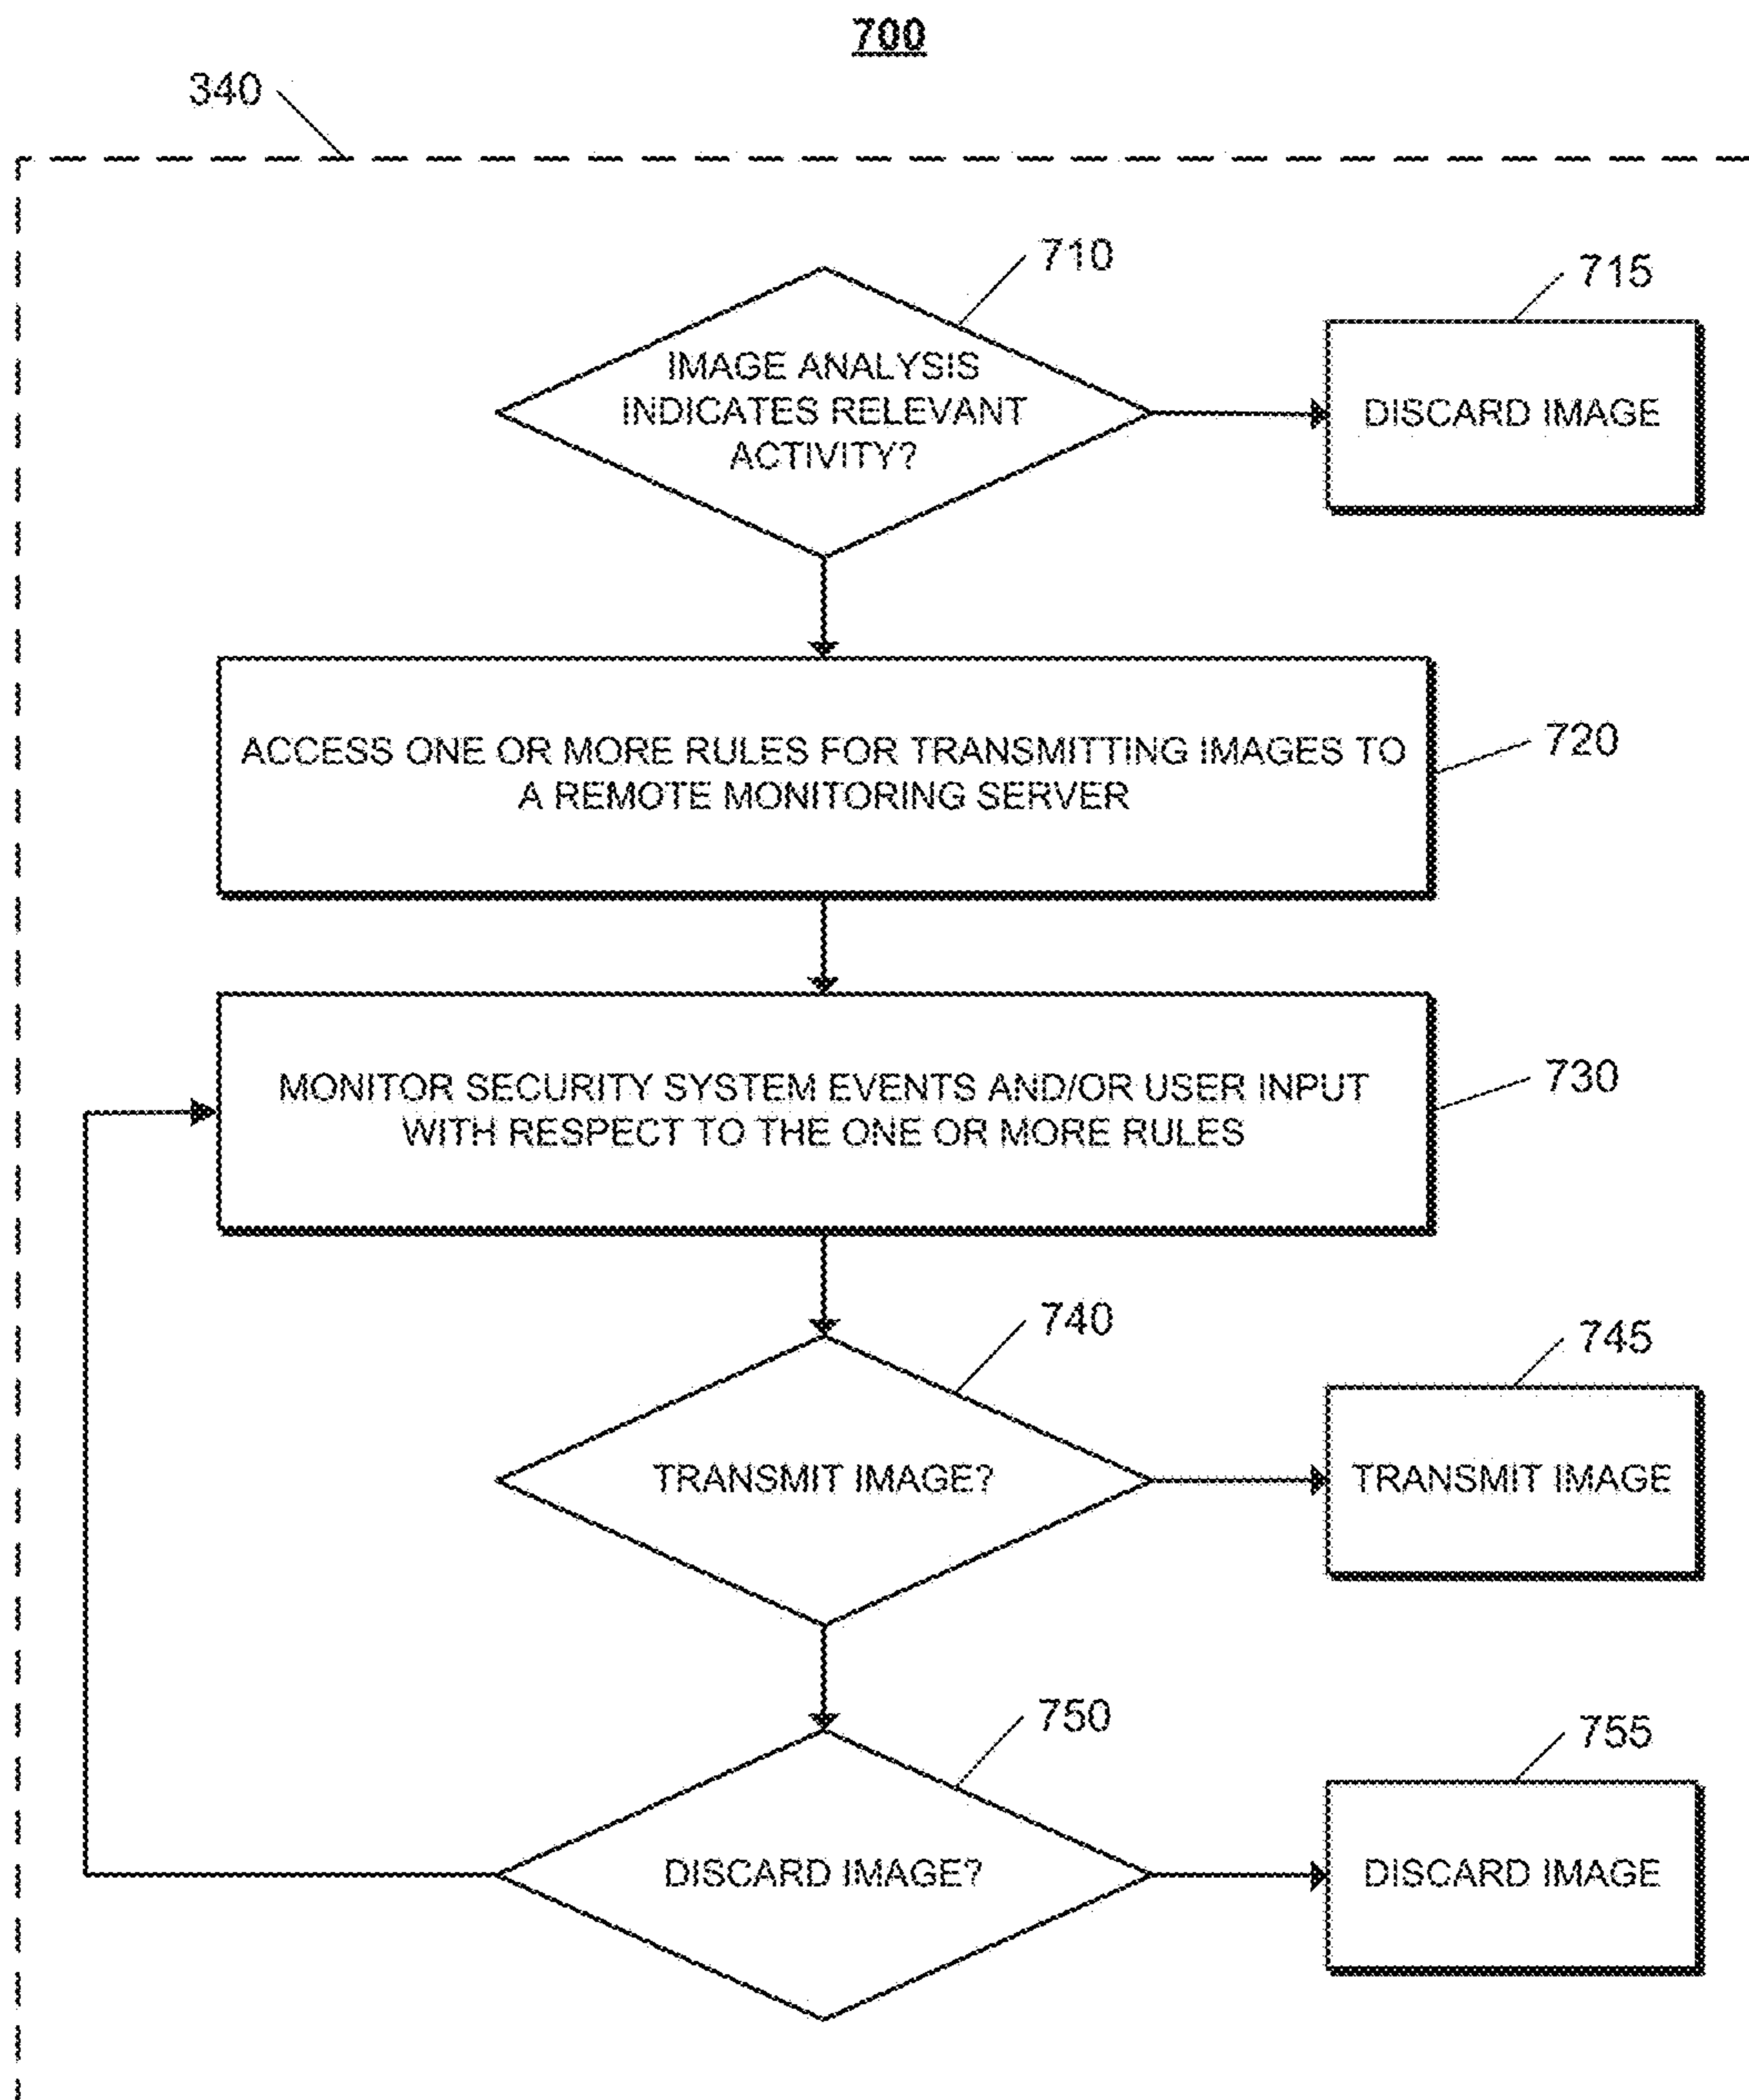 700
340
710
715
IMAGE ANALYSIS
INDICATES RELEVANT
ACTIVITY?
DISCARD IMAGE
720
ACCESS ONE OR MORE RULES FOR TRANSMITTING IMAGES TO
A REMOTE MONITORING SERVER
730
MONITOR SECURITY SYSTEM EVENTS AND/OR USER INPUT
WITH RESPECT TO THE ONE OR MORE RULES
740
745
TRANSMIT IMAGE?
TRANSMIT IMAGE
750
755
DISCARD IMAGE?
DISCARD IMAGE